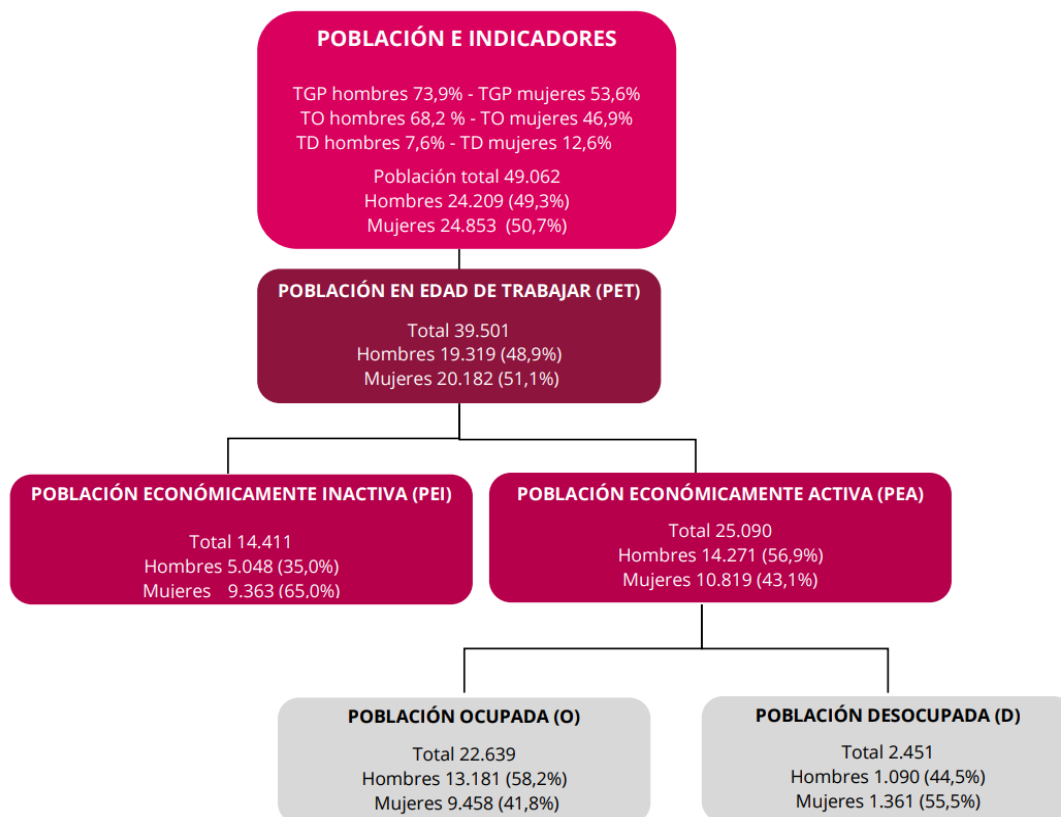 POBLACIÓN E INDICADORES
TGP hombres 73,9% - TGP mujeres 53,6%
TO hombres 68,2 % - TO mujeres 46,9%
TD hombres 7,6% - TD mujeres 12,6%
Población total 49.062
Hombres 24.209 (49,3%)
Mujeres 24.853 (50,7%)
POBLACIÓN EN EDAD DE TRABAJAR (PET)
Total 39.501
Hombres 19.319 (48,9%)
Mujeres 20.182 (51,1%)
POBLACIÓN ECONÓMICAMENTE INACTIVA (PEI)
Total 14.411
Hombres 5.048 (35,0%)
Mujeres 9.363 (65,0%)
POBLACIÓN ECONÓMICAMENTE ACTIVA (PEA)
Total 25.090
Hombres 14.271 (56,9%)
Mujeres 10.819 (43,1%)
POBLACIÓN OCUPADA (O)
Total 22.639
Hombres 13.181 (58,2%)
Mujeres 9.458 (41,8%)
POBLACIÓN DESOCUPADA (D)
Total 2.451
Hombres 1.090 (44,5%)
Mujeres 1.361 (55,5%)